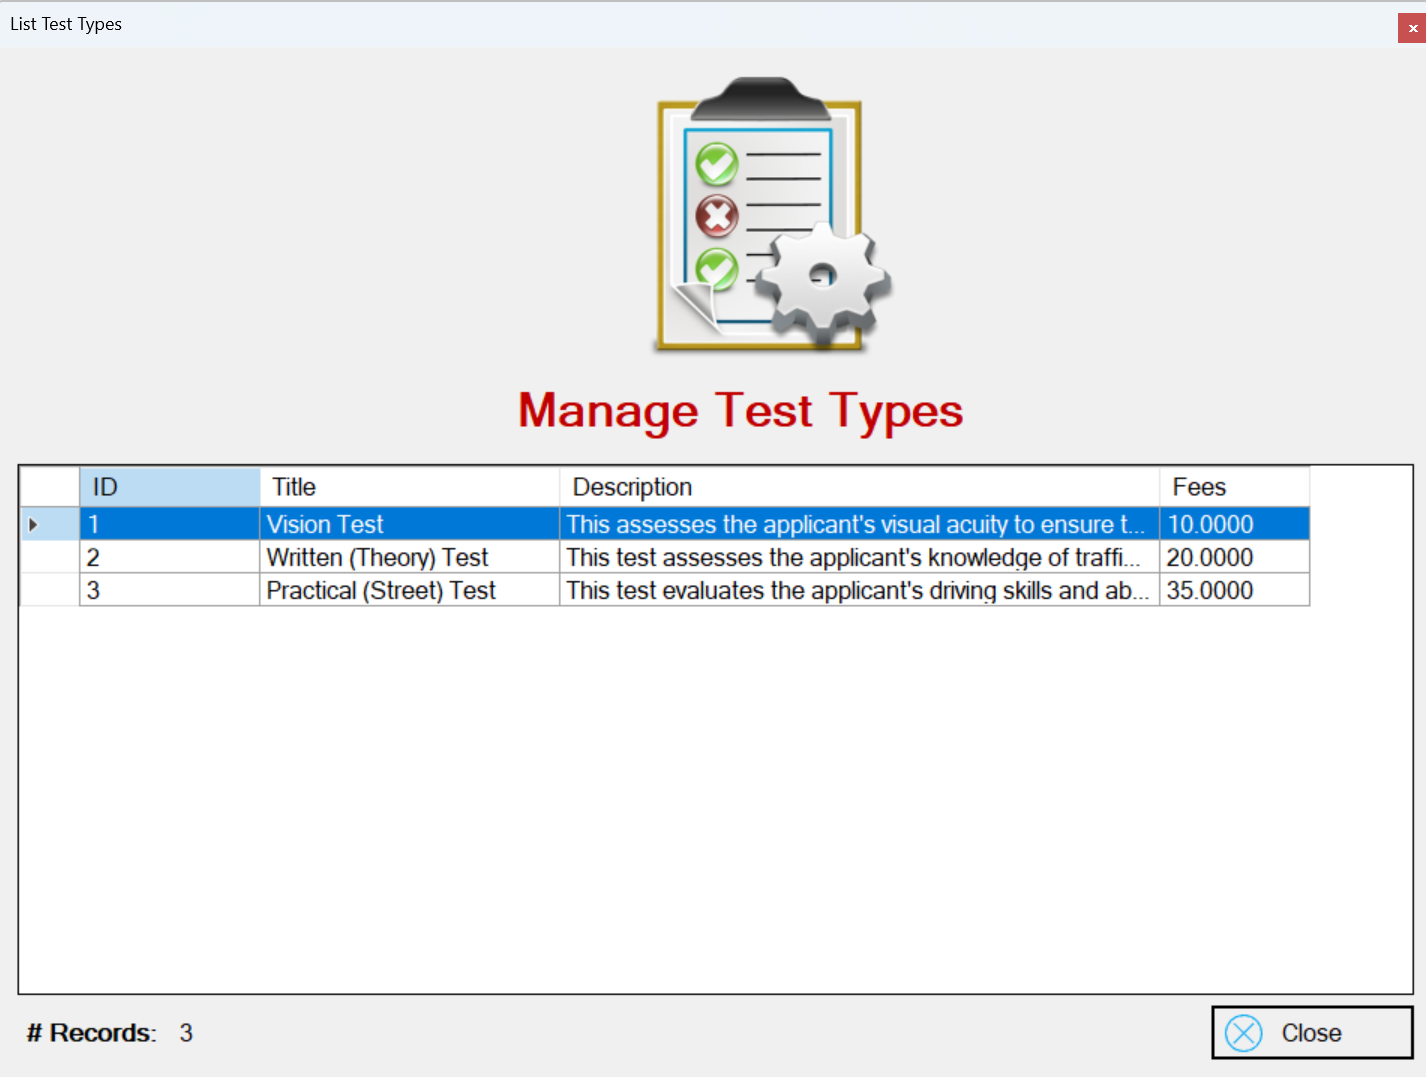 List Test Types
Manage Test Types
ID Title Description Fees
1 Vision Test This assesses the applicant's visual acuity to ensure t... 10.0000
2 Written (Theory) Test This test assesses the applicant's knowledge of traffi... 20.0000
3 Practical (Street) Test This test evaluates the applicant's driving skills and ab... 35.0000
# Records: 3
Close